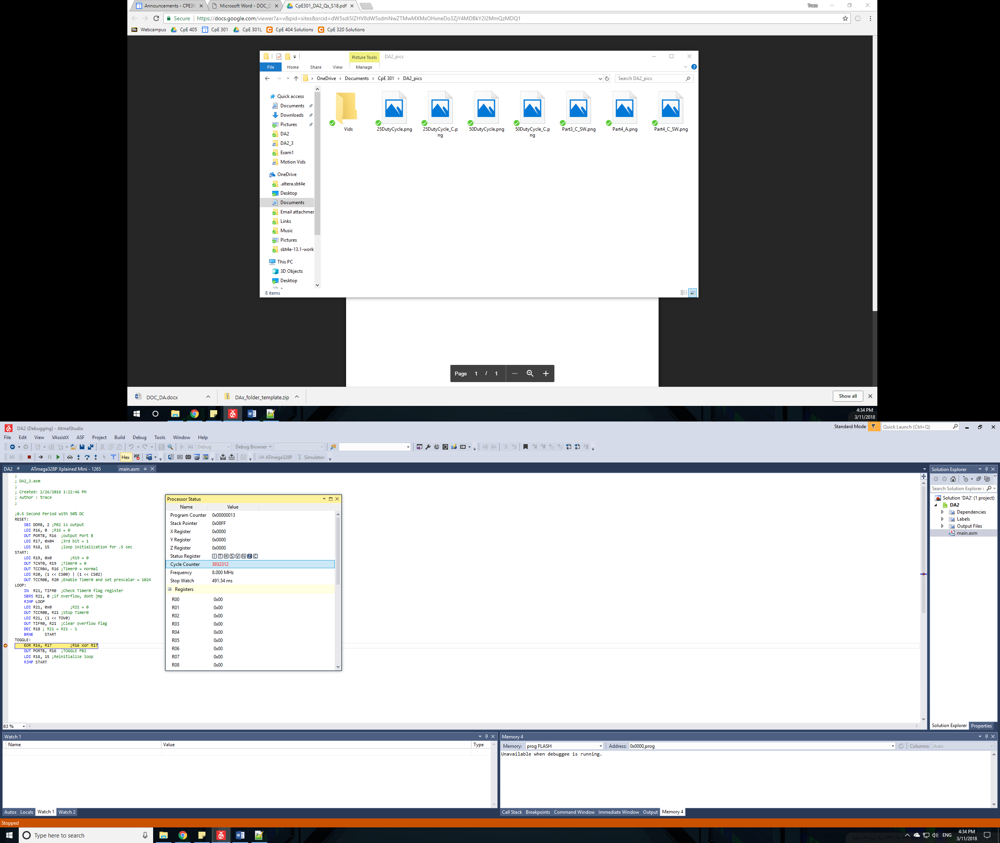 Announcements - CPE30
Microsoft Word - DOC_D
CpE301_DA2_Qs_S18.pdf
Trace
Secure
https://docs.google.com/viewer?a=v&pid=sites&srcid=dW5sdi5lZHV8dW5sdmNwZTMwMXMxOHxneDo3ZjY4MDBkY2I2MmQzMDQ1
Webcampus CpE 405 CpE 301 CpE 301L CpE 404 Solutions CpE 320 Solutions
Picture Tools DA2_pics
File Home Share View Manage
OneDrive Documents CpE 301 DA2_pics
Search DA2_pics
Quick access
Documents
Downloads
Pictures
DA2
DA2_3
Exam1
Motion Vids
OneDrive
.altera.sbt4e
Desktop
Documents
Email attachmer
Links
Music
Pictures
sbt4e-13.1-work
This PC
3D Objects
Desktop
Vids
25DutyCycle.png
25DutyCycle_C.p
ng
50DutyCycle.png
50DutyCycle_C.p
ng
Part3_C_SW.png
Part4_A.png
Part4_C_SW.png
8 items
Page 1 / 1
DOC_DA.docx
DAx_folder_template.zip
Show all
4:34 PM
3/11/2018
DA2 (Debugging) - AtmelStudio
Standard Mode
Quick Launch (Ctrl+Q)
File Edit View VAssistX ASF Project Build Debug Tools Window Help
Debug
Debug Browser
Hex
ATmega328P
Simulator
DA2
ATmega328P Xplained Mini - 1265
main.asm
;
; DA2_3.asm
;
; Created: 2/26/2018 1:22:46 PM
; Author : trace
;
;0.5 Second Period with 50% DC
RESET:
SBI DDRB, 2 ;PB2 is output
LDI R16, 0 ;R16 = 0
OUT PORTB, R16 ;output Port B
LDI R17, 0x04 ;3rd bit = 1
LDI R18, 15 ;loop initialization for .5 sec
START:
LDI R19, 0x0 ;R19 = 0
OUT TCNT0, R19 ;Timer0 = 0
OUT TCCR0A, R16 ;Timer0 = normal
LDI R20, (1 << CS00) | (1 << CS02)
OUT TCCR0B, R20 ;Enable Timer0 and set prescalar = 1024
LOOP:
IN R21, TIFR0 ;Check Timer0 flag register
SBRS R21, 0 ;if overflow, dont jmp
RJMP LOOP
LDI R21, 0x0 ;R21 = 0
OUT TCCR0B, R21 ;Stop Timer0
LDI R21, (1 << TOV0)
OUT TIFR0, R21 ;Clear overflow flag
DEC R18 ; R21 = R21 - 1
BRNE START
TOGGLE:
EOR R16, R17 ;R16 xor R17
OUT PORTB, R16 ;TOGGLE PB2
LDI R18, 15 ;Reinitialize loop
RJMP START
Processor Status
Name Value
Program Counter 0x00000013
Stack Pointer 0x08FF
X Register 0x0000
Y Register 0x0000
Z Register 0x0000
Status Register I T H S V N Z C
Cycle Counter 3932312
Frequency 8.000 MHz
Stop Watch 491.54 ms
Registers
R00 0x00
R01 0x00
R02 0x00
R03 0x00
R04 0x00
R05 0x00
R06 0x00
R07 0x00
R08 0x00
Solution Explorer
Search Solution Explorer (
Solution 'DA2' (1 project)
DA2
Dependencies
Labels
Output Files
main.asm
Solution Explorer Properties
83 %
Watch 1
Name Value Type
Autos Locals Watch 1 Watch 2
Memory 4
Memory: prog FLASH Address: 0x0000,prog Columns: Auto
Unavailable when debuggee is running.
Call Stack Breakpoints Command Window Immediate Window Output Memory 4
Stopped
Type here to search
ENG
4:34 PM
3/11/2018